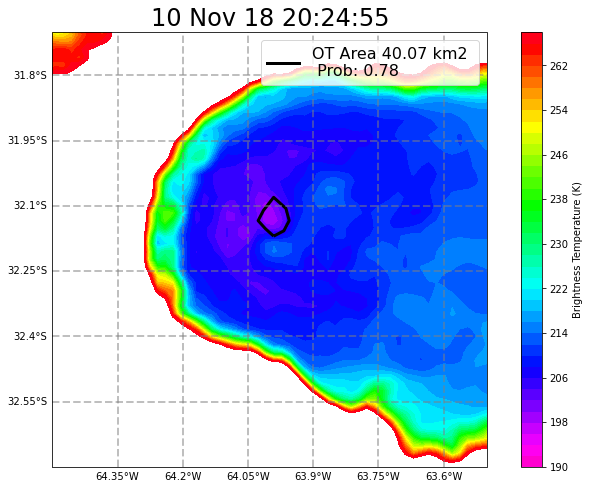 10 Nov 18 20:24:55
OT Area 40.07 km2
Prob: 0.78
31.8°S
31.95°S
32.1°S
32.25°S
32.4°S
32.55°S
64.35°W
64.2°W
64.05°W
63.9°W
63.75°W
63.6°W
262
254
246
238
230
222
214
206
198
190
Brightness Temperature (K)